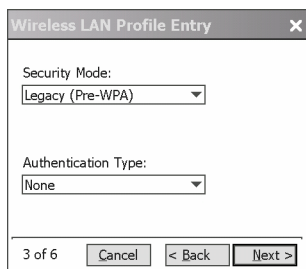 Wireless LAN Profile Entry
Security Mode:
Legacy (Pre-WPA)
Authentication Type:
None
3 of 6 Cancel < Back Next >